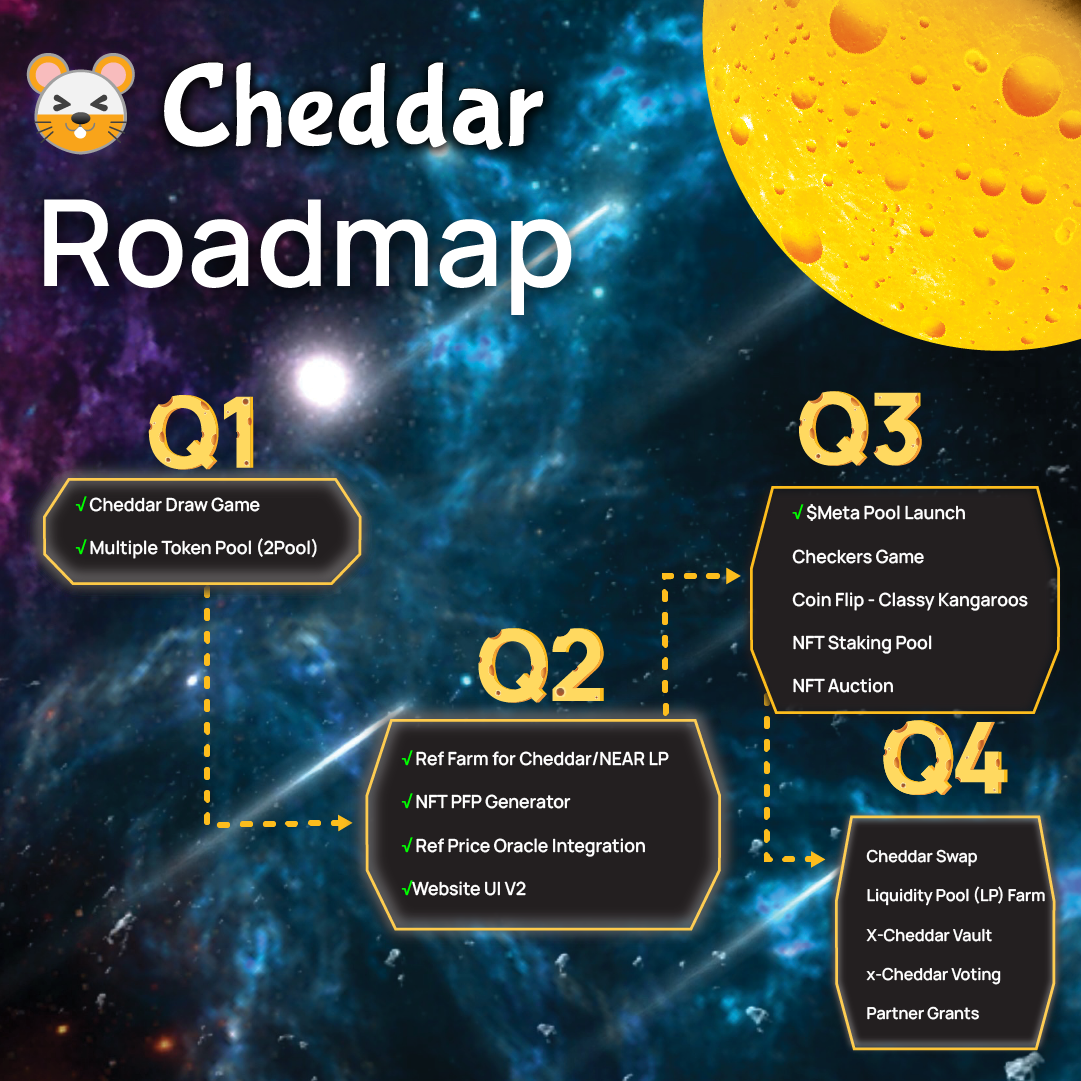 Cheddar
Roadmap
Q1
√ Cheddar Draw Game
√ Multiple Token Pool (2Pool)
Q2
√ Ref Farm for Cheddar/NEAR LP
√ NFT PFP Generator
√ Ref Price Oracle Integration
√Website UI V2
Q3
√ $Meta Pool Launch
Checkers Game
Coin Flip - Classy Kangaroos
NFT Staking Pool
NFT Auction
Q4
Cheddar Swap
Liquidity Pool (LP) Farm
X-Cheddar Vault
x-Cheddar Voting
Partner Grants